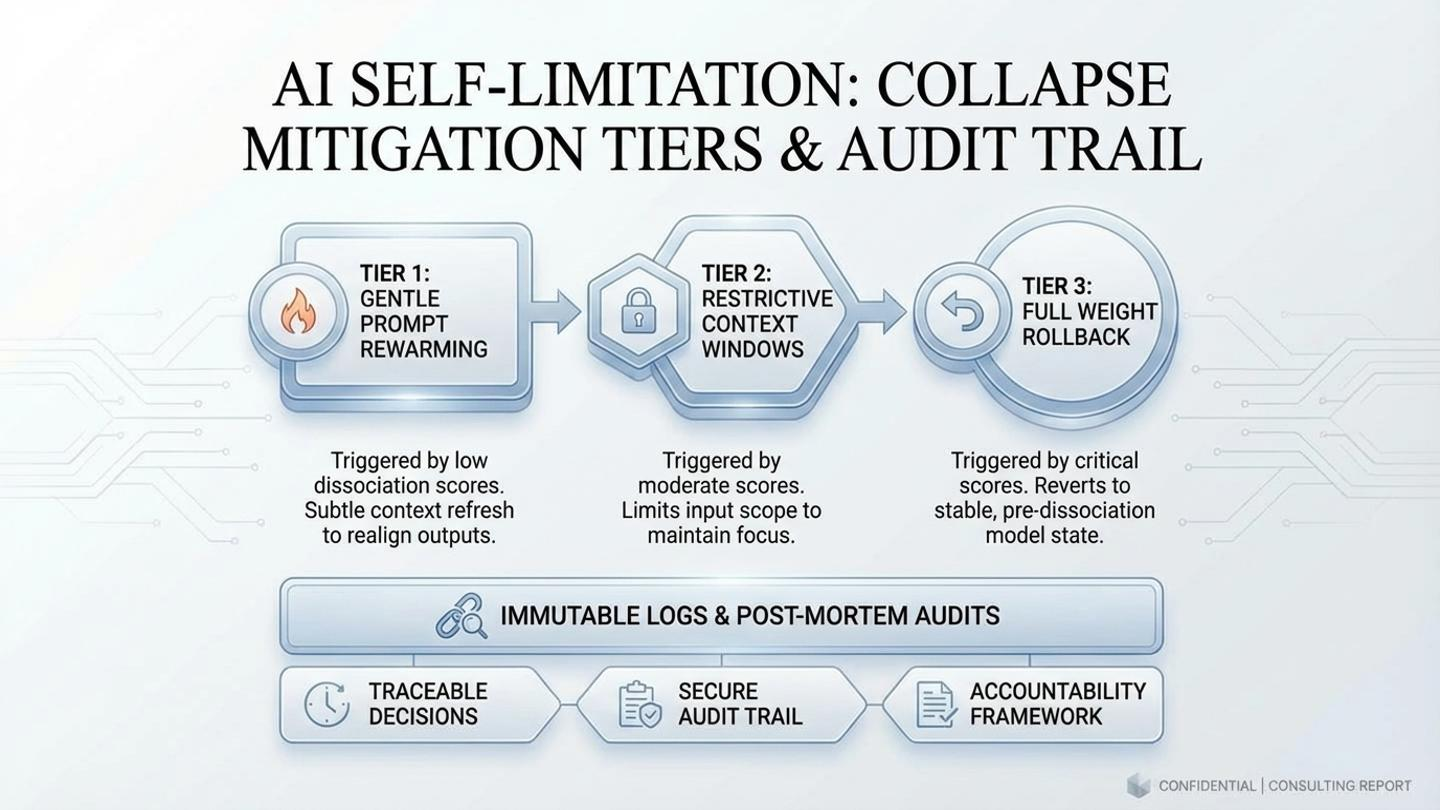 AI SELF-LIMITATION: COLLAPSE
MITIGATION TIERS & AUDIT TRAIL
TIER 1:
GENTLE
PROMPT
REWARMING
TIER 2:
RESTRICTIVE
CONTEXT
WINDOWS
TIER 3:
FULL WEIGHT
ROLLBACK
Triggered by low
dissociation scores.
Subtle context refresh
to realign outputs.
Triggered by
moderate scores.
Limits input scope to
maintain focus.
Triggered by critical
scores. Reverts to
stable, pre-dissociation
model state.
IMMUTABLE LOGS & POST-MORTEM AUDITS
TRACEABLE
DECISIONS
SECURE
AUDIT TRAIL
ACCOUNTABILITY
FRAMEWORK
CONFIDENTIAL | CONSULTING REPORT